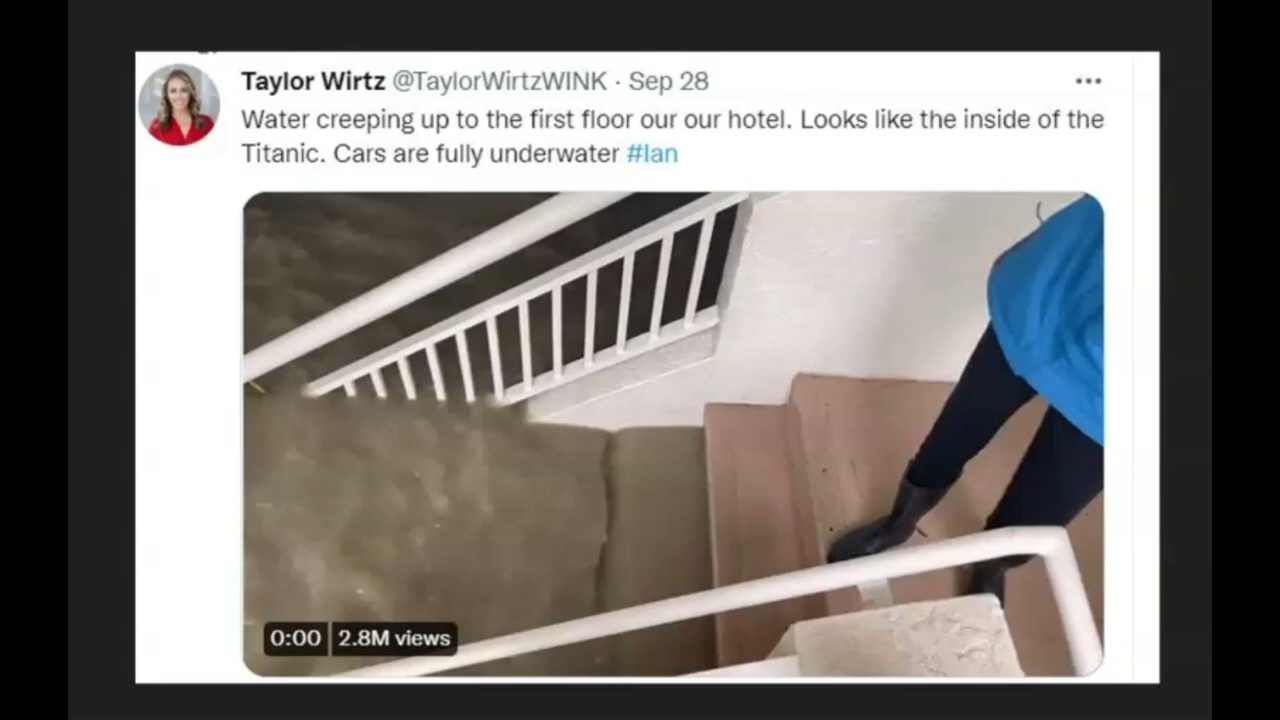 Taylor Wirtz @TaylorWirtzWINK · Sep 28
Water creeping up to the first floor our our hotel. Looks like the inside of the
Titanic. Cars are fully underwater #Ian
0:00 2.8M views